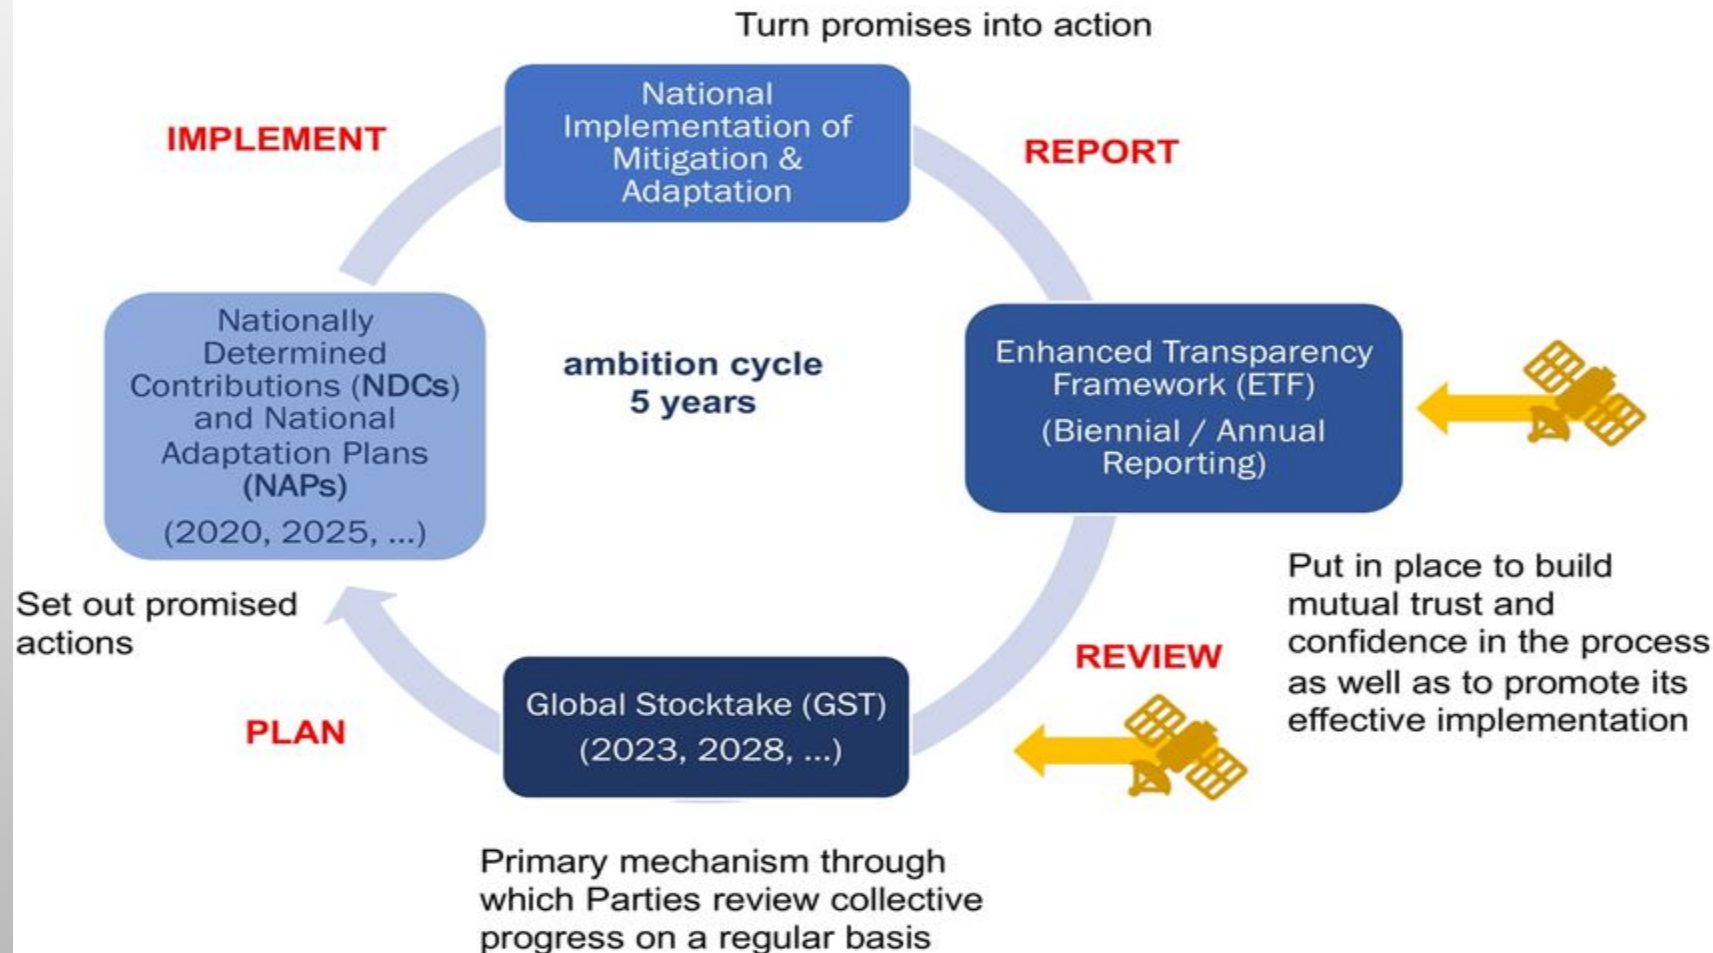 Turn promises into action
IMPLEMENT
National
Implementation of
Mitigation &
Adaptation
REPORT
Nationally
Determined
Contributions (NDCs)
and National
Adaptation Plans
(NAPs)
(2020, 2025, ...)
ambition cycle
5 years
Enhanced Transparency
Framework (ETF)
(Biennial / Annual
Reporting)
Set out promised
actions
Put in place to build
mutual trust and
confidence in the process
as well as to promote its
effective implementation
REVIEW
PLAN
Global Stocktake (GST)
(2023, 2028, ...)
Primary mechanism through
which Parties review collective
progress on a regular basis